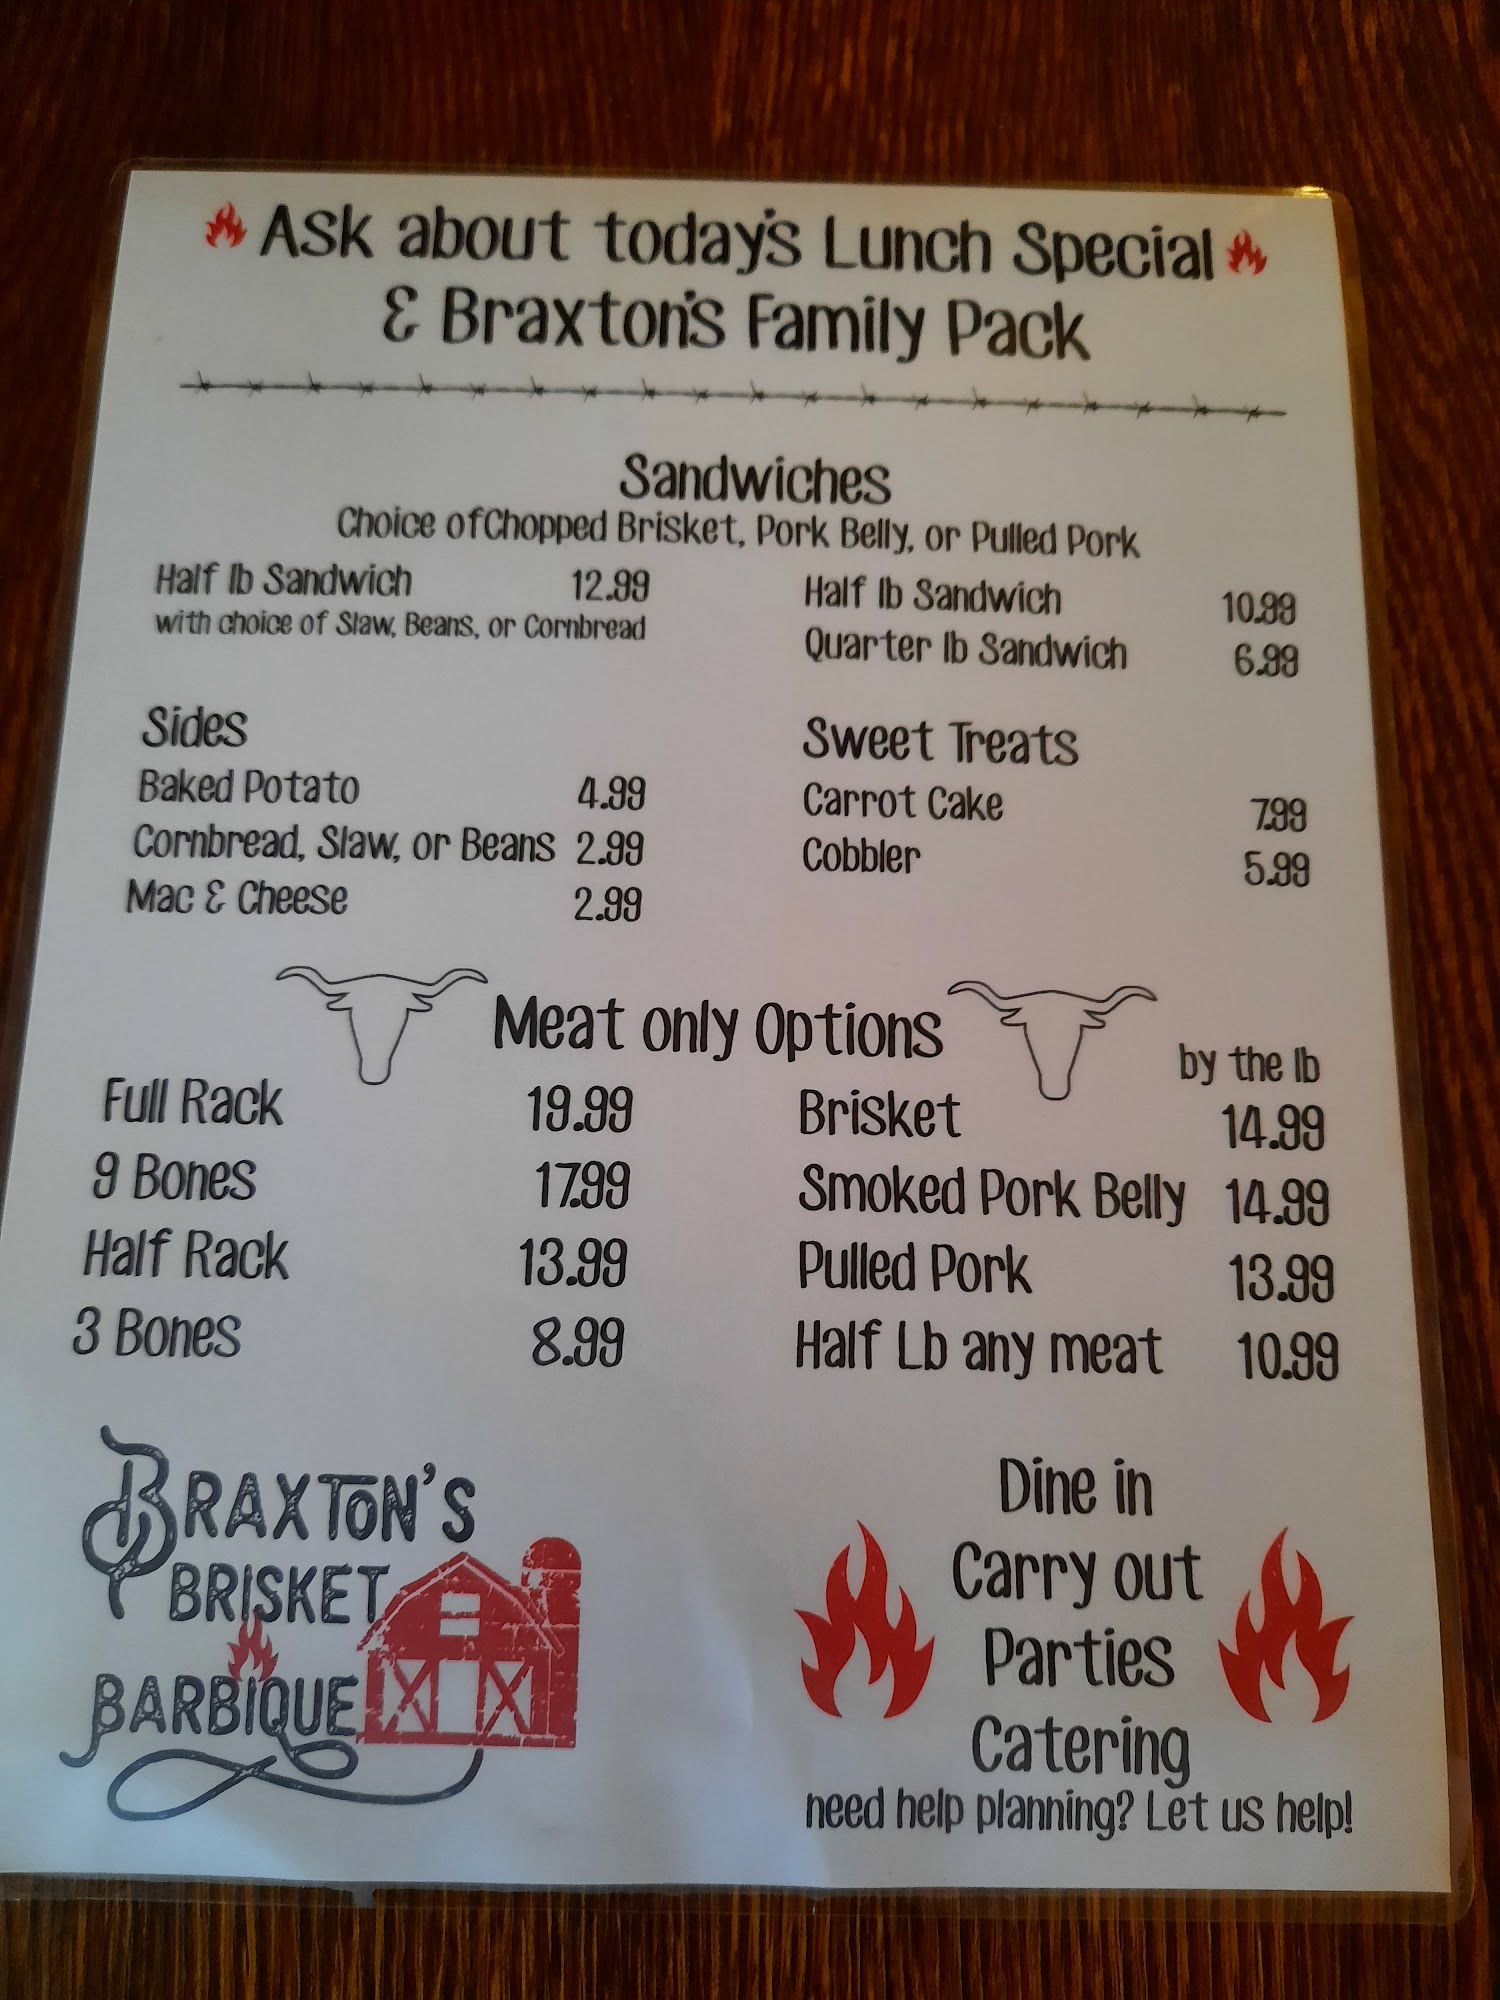 Ask about today's Lunch Special
& Braxton's Family Pack
Sandwiches
Choice ofChopped Brisket, Pork Belly, or Pulled Pork
Half lb Sandwich 12.99
with choice of Slaw, Beans, or Cornbread
Half lb Sandwich 10.99
Quarter lb Sandwich 6.99
Sides
Baked Potato 4.99
Cornbread, Slaw, or Beans 2.99
Mac & Cheese 2.99
Sweet Treats
Carrot Cake 7.99
Cobbler 5.99
Meat only Options
Full Rack 19.99
9 Bones 17.99
Half Rack 13.99
3 Bones 8.99
by the lb
Brisket 14.99
Smoked Pork Belly 14.99
Pulled Pork 13.99
Half Lb any meat 10.99
BRAXTON'S
BRISKET
BARBIQUE
Dine in
Carry out
Parties
Catering
need help planning? Let us help!